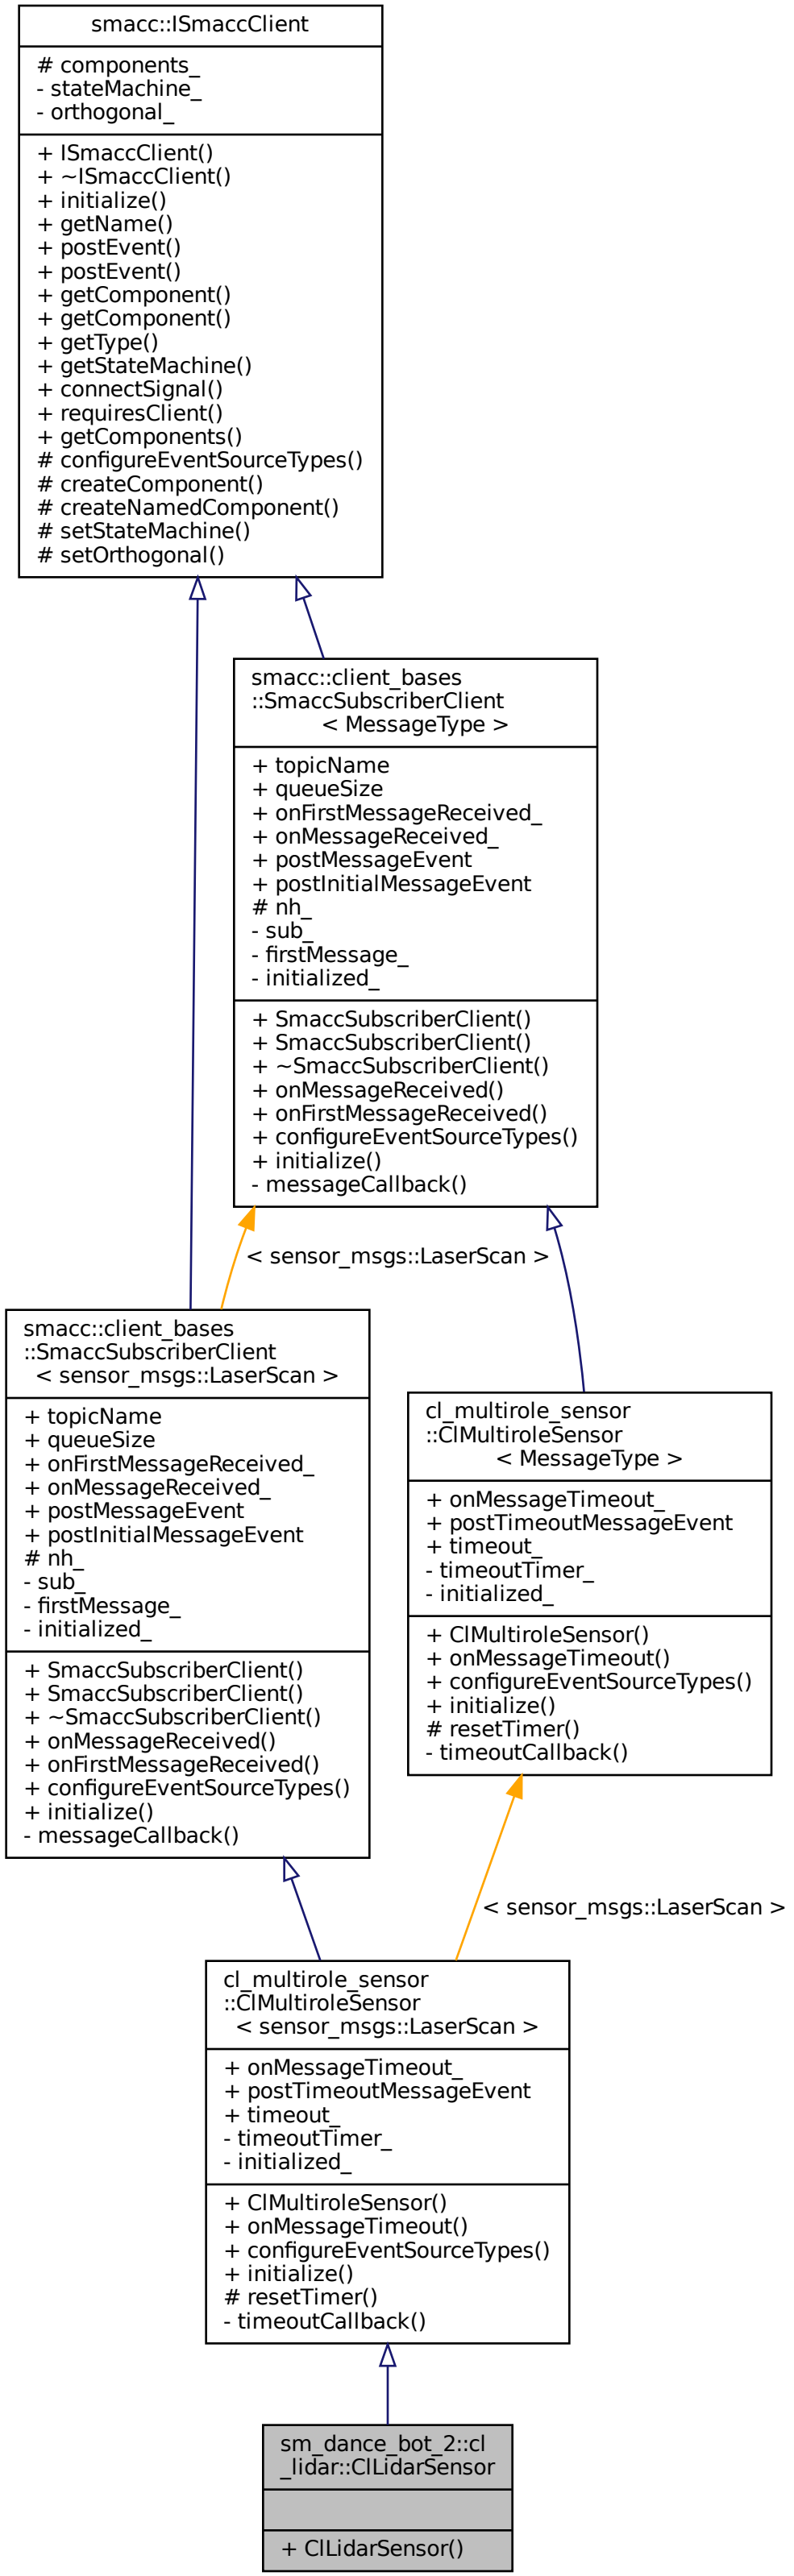 smacc::ISmaccClient
# components_
- stateMachine_
- orthogonal_
+ ISmaccClient()
+ ~ISmaccClient()
+ initialize()
+ getName()
+ postEvent()
+ postEvent()
+ getComponent()
+ getComponent()
+ getType()
+ getStateMachine()
+ connectSignal()
+ requiresClient()
+ getComponents()
# configureEventSourceTypes()
# createComponent()
# createNamedComponent()
# setStateMachine()
# setOrthogonal()
smacc::client_bases
::SmaccSubscriberClient
< MessageType >
+ topicName
+ queueSize
+ onFirstMessageReceived_
+ onMessageReceived_
+ postMessageEvent
+ postInitialMessageEvent
# nh_
- sub_
- firstMessage_
- initialized_
+ SmaccSubscriberClient()
+ SmaccSubscriberClient()
+ ~SmaccSubscriberClient()
+ onMessageReceived()
+ onFirstMessageReceived()
+ configureEventSourceTypes()
+ initialize()
- messageCallback()
< sensor_msgs::LaserScan >
smacc::client_bases
::SmaccSubscriberClient
< sensor_msgs::LaserScan >
+ topicName
+ queueSize
+ onFirstMessageReceived_
+ onMessageReceived_
+ postMessageEvent
+ postInitialMessageEvent
# nh_
- sub_
- firstMessage_
- initialized_
+ SmaccSubscriberClient()
+ SmaccSubscriberClient()
+ ~SmaccSubscriberClient()
+ onMessageReceived()
+ onFirstMessageReceived()
+ configureEventSourceTypes()
+ initialize()
- messageCallback()
cl_multirole_sensor
::ClMultiroleSensor
< MessageType >
+ onMessageTimeout_
+ postTimeoutMessageEvent
+ timeout_
- timeoutTimer_
- initialized_
+ ClMultiroleSensor()
+ onMessageTimeout()
+ configureEventSourceTypes()
+ initialize()
# resetTimer()
- timeoutCallback()
< sensor_msgs::LaserScan >
cl_multirole_sensor
::ClMultiroleSensor
< sensor_msgs::LaserScan >
+ onMessageTimeout_
+ postTimeoutMessageEvent
+ timeout_
- timeoutTimer_
- initialized_
+ ClMultiroleSensor()
+ onMessageTimeout()
+ configureEventSourceTypes()
+ initialize()
# resetTimer()
- timeoutCallback()
sm_dance_bot_2::cl
_lidar::ClLidarSensor
+ ClLidarSensor()